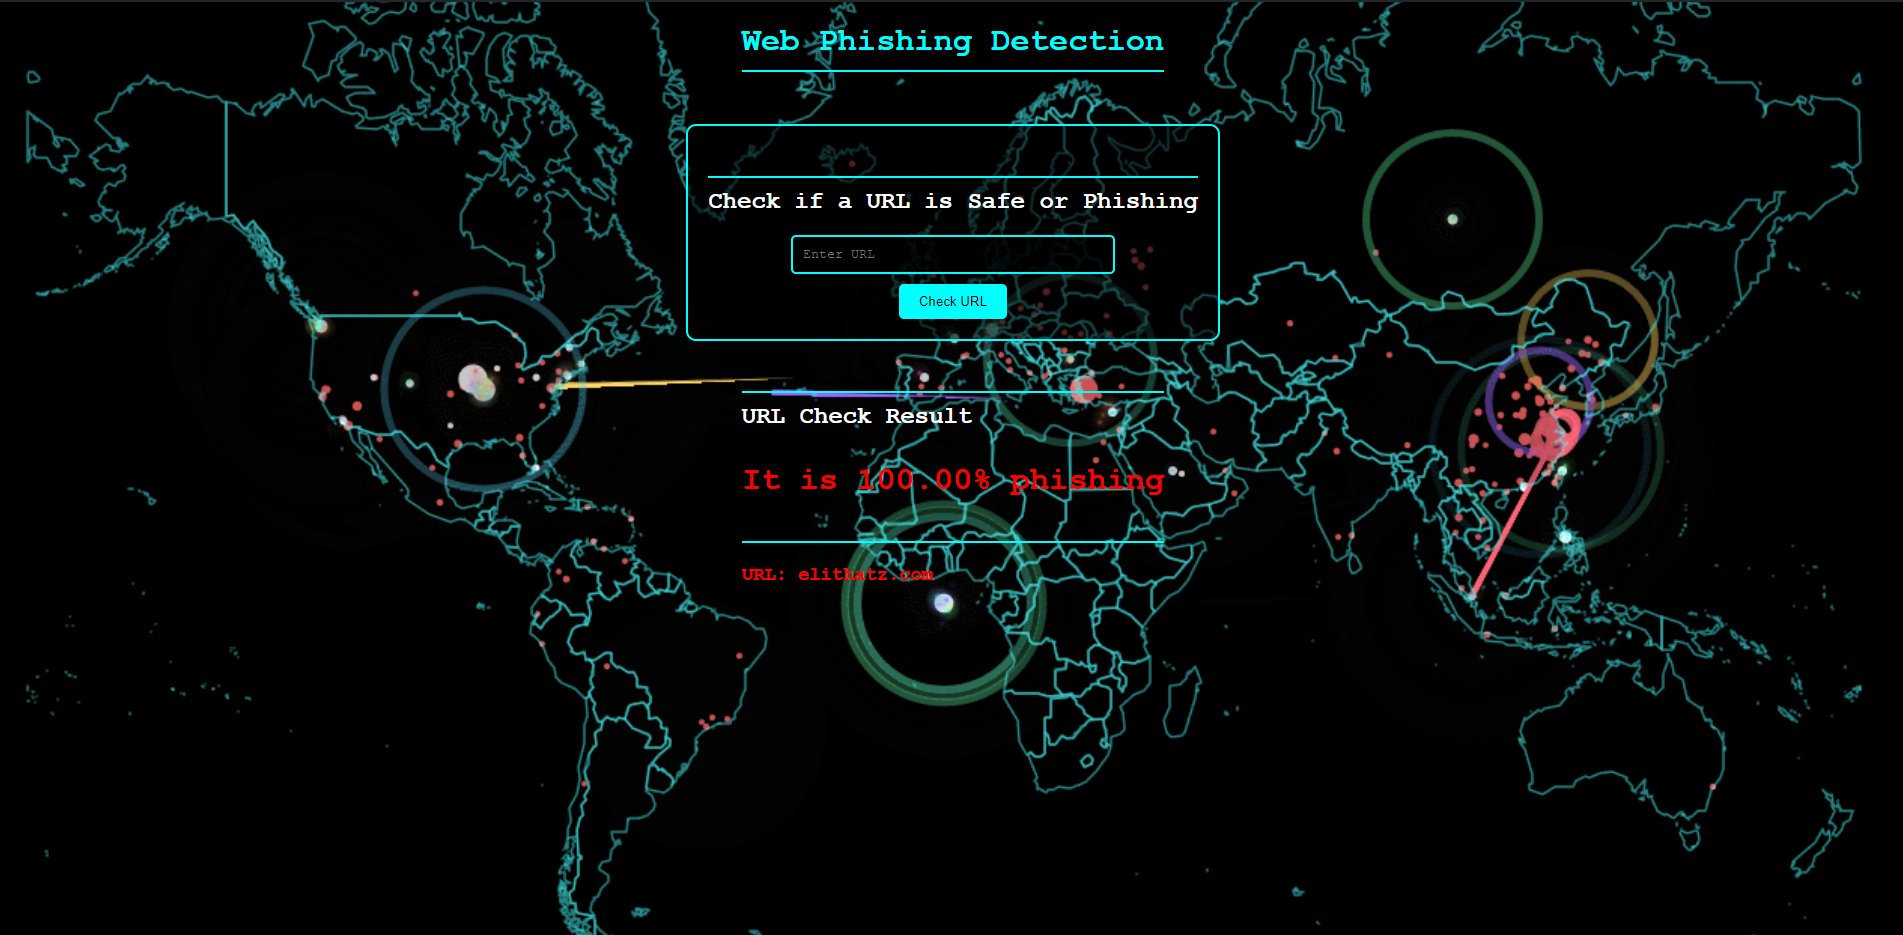 Web Phishing Detection
Check if a URL is Safe or Phishing
Enter URL
Check URL
URL Check Result
It is 100.00% phishing
URL: elithatz.com